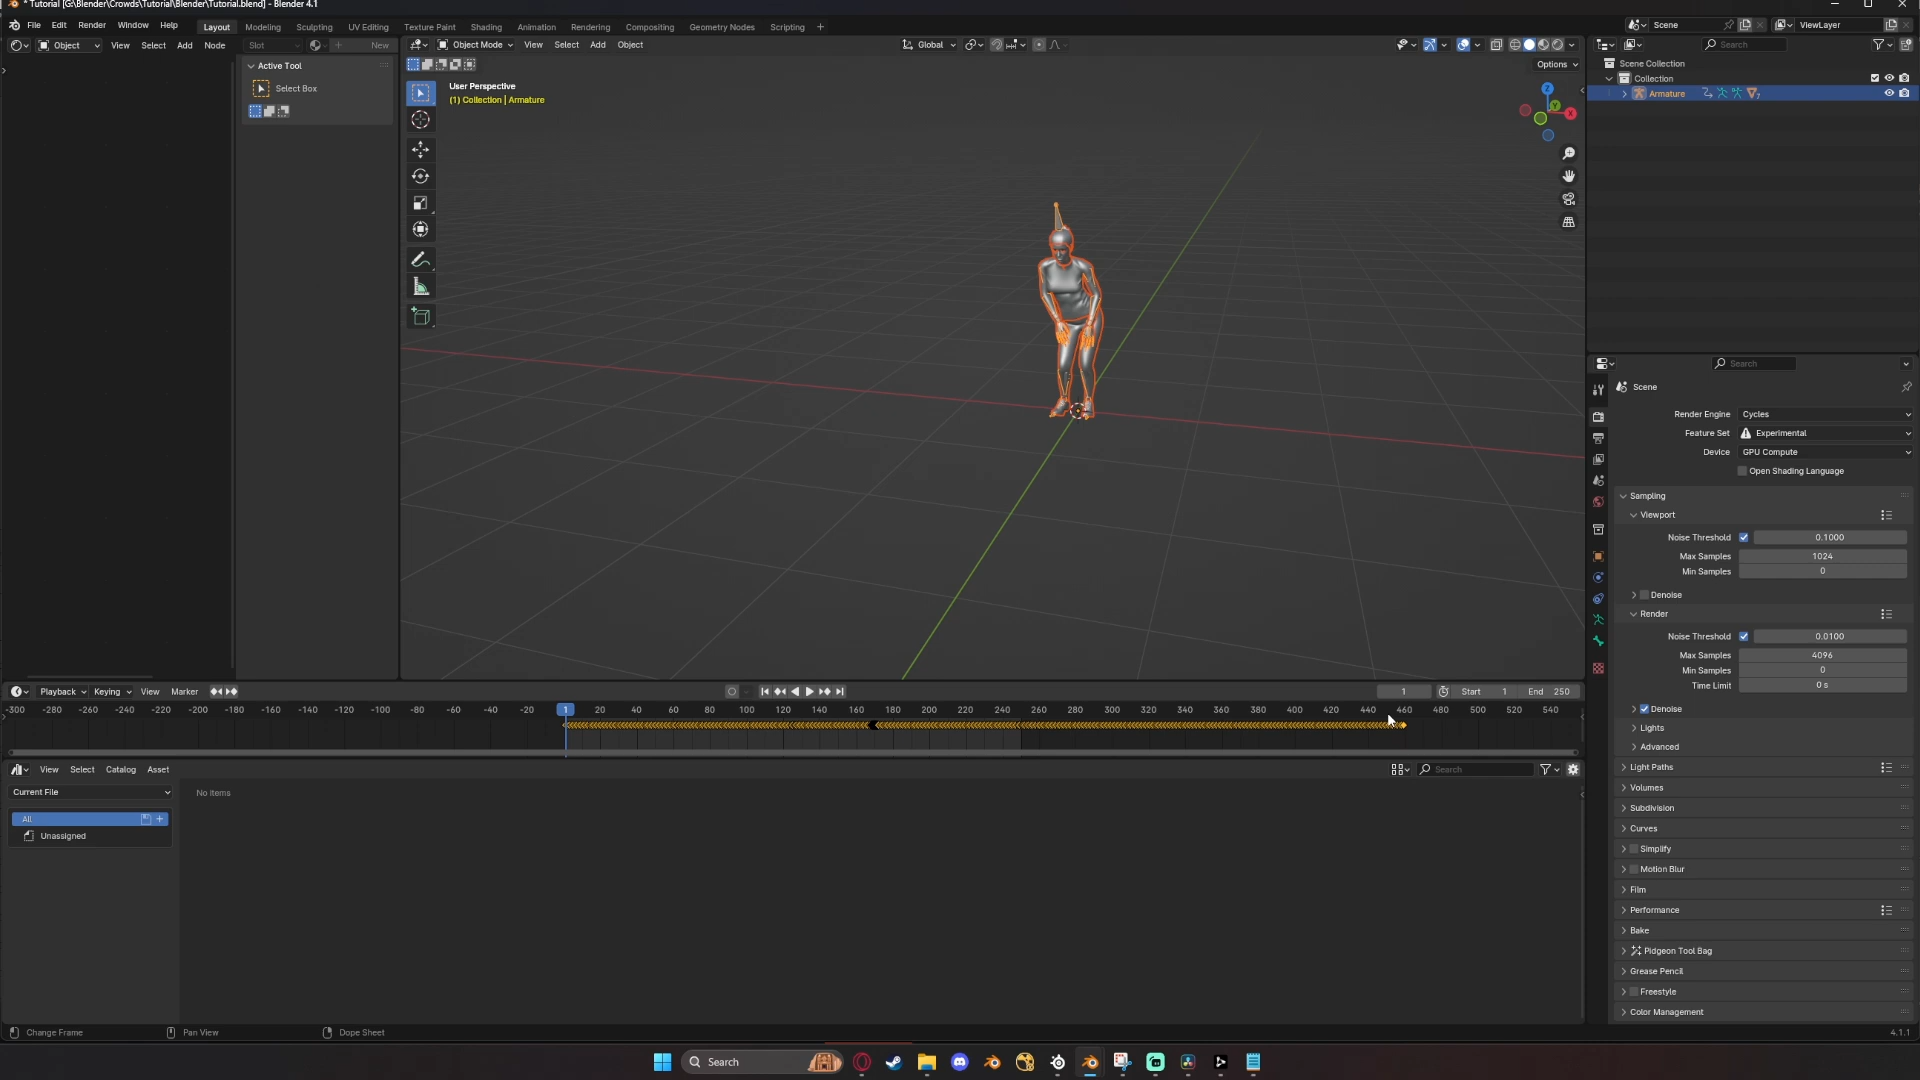 * Tutorial [G:\Blender\Crowds\Tutorial\Blender\Tutorial.blend] - Blender 4.1
File Edit Render Window Help Layout Modeling Sculpting UV Editing Texture Paint Shading Animation Rendering Compositing Geometry Nodes Scripting + Scene ViewLayer
Object View Select Add Node Slot New Object Mode View Select Add Object Global Search
Options
Active Tool
Select Box
User Perspective
(1) Collection | Armature
Z
Y
X
Scene Collection
Collection
Armature
Search
Scene
Render Engine Cycles
Feature Set Experimental
Device GPU Compute
Open Shading Language
Sampling
Viewport
Noise Threshold 0.1000
Max Samples 1024
Min Samples 0
Denoise
Render
Noise Threshold 0.0100
Max Samples 4096
Min Samples 0
Time Limit 0 s
Denoise
Lights
Advanced
Light Paths
Volumes
Subdivision
Curves
Simplify
Motion Blur
Film
Performance
Bake
Pidgeon Tool Bag
Grease Pencil
Freestyle
Color Management
Playback Keying View Marker 1 Start 1 End 250
-300 -280 -260 -240 -220 -200 -180 -160 -140 -120 -100 -80 -60 -40 -20 1 20 40 60 80 100 120 140 160 180 200 220 240 260 280 300 320 340 360 380 400 420 440 460 480 500 520 540
View Select Catalog Asset Search
Current File
No items
All
Unassigned
Change Frame Pan View Dope Sheet 4.1.1
Search